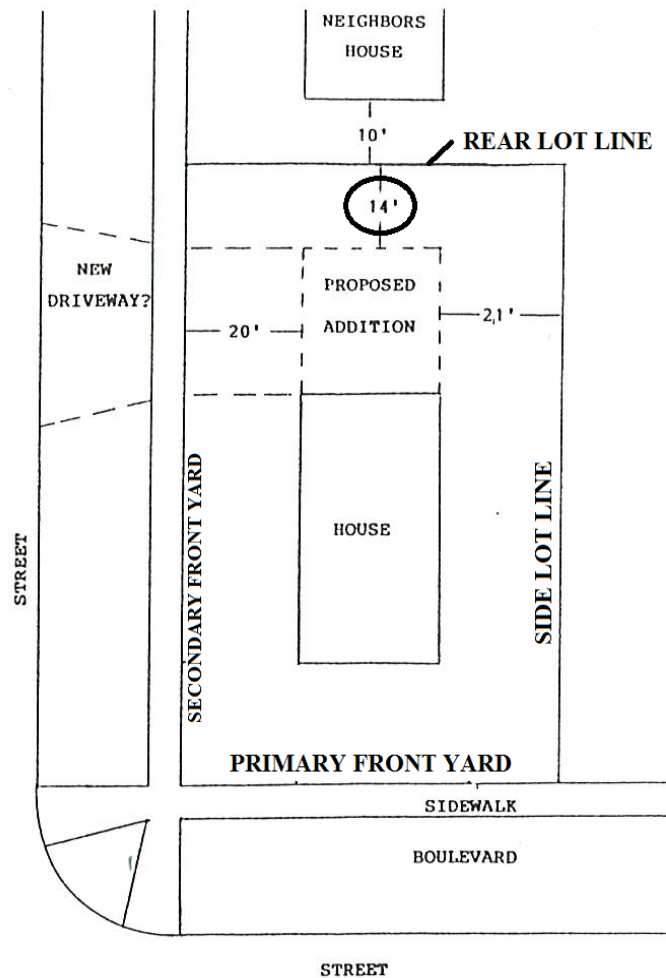 NEIGHBORS
HOUSE
10'
REAR LOT LINE
14'
NEW
DRIVEWAY?
PROPOSED
ADDITION
20'
2,1'
SECONDARY FRONT YARD
HOUSE
SIDE LOT LINE
STREET
PRIMARY FRONT YARD
SIDEWALK
BOULEVARD
STREET